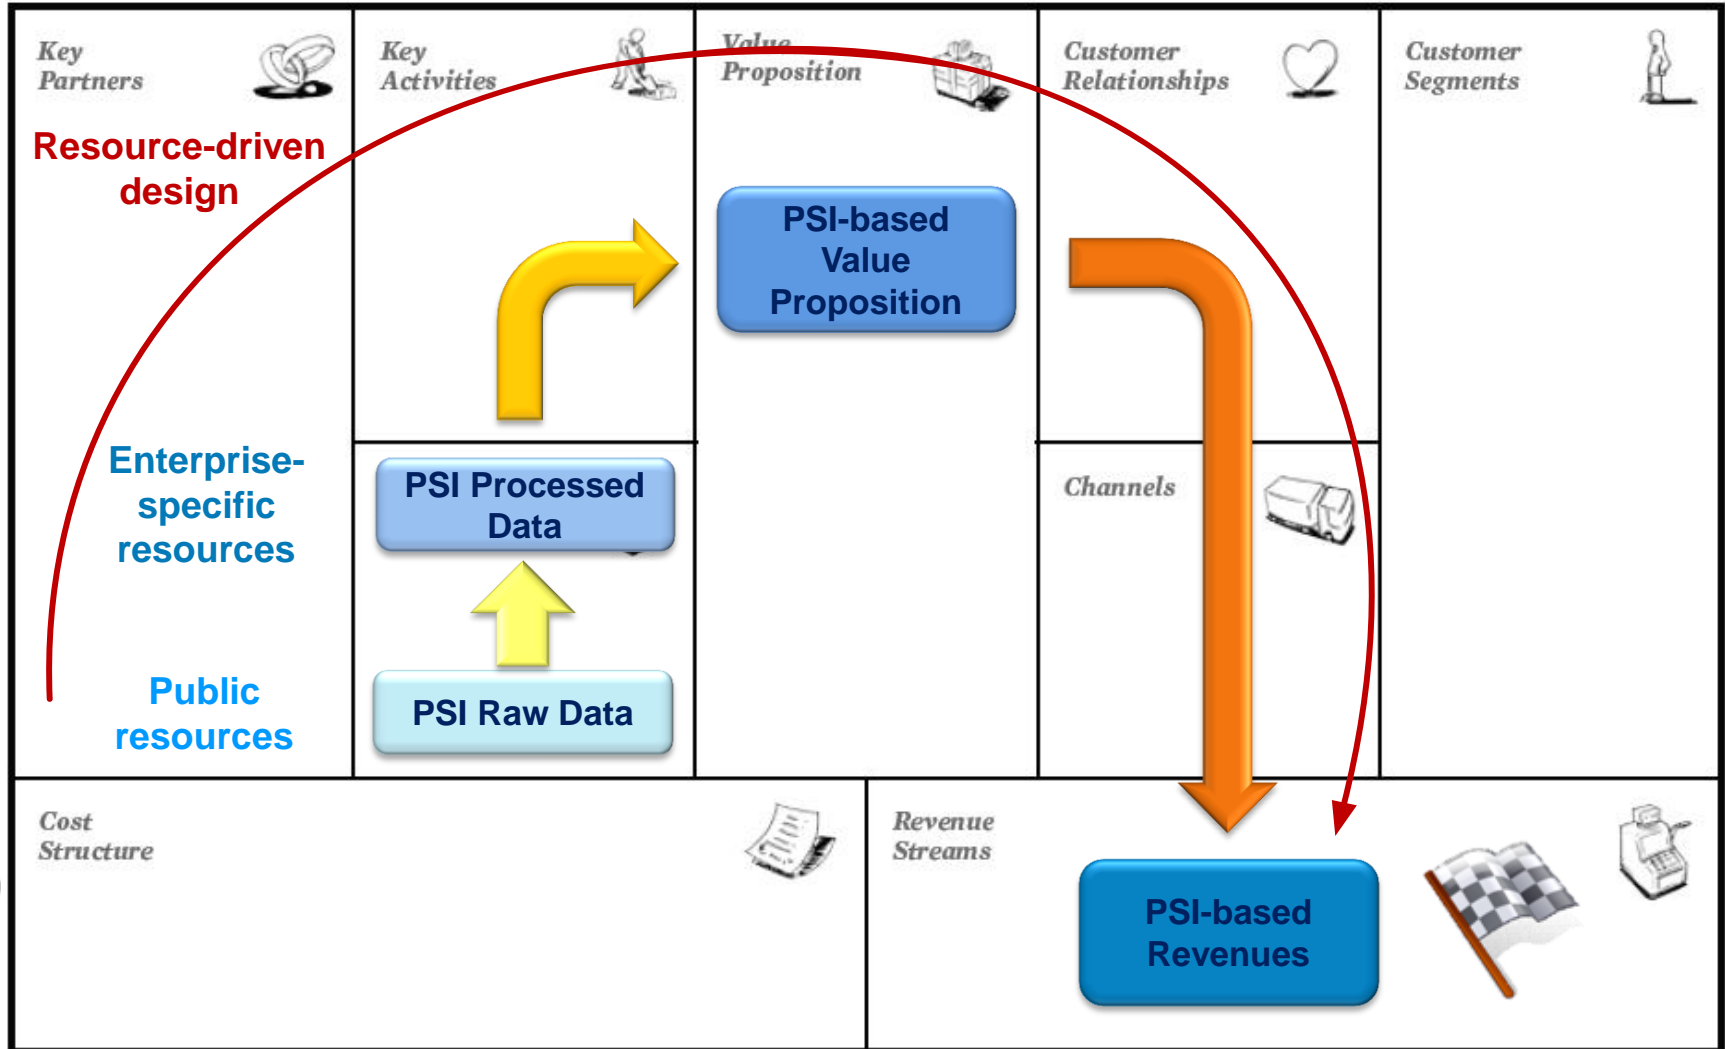 Key
Partners
Key
Activities
Value
Proposition
Customer
Relationships
Customer
Segments
Resource-driven
design
PSI-based
Value
Proposition
Enterprise-
specific
resources
PSI Processed
Data
Channels
Public
resources
PSI Raw Data
Cost
Structure
Revenue
Streams
PSI-based
Revenues